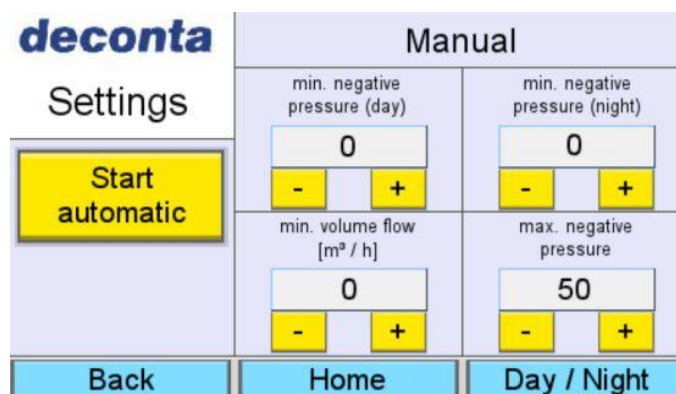 deconta
Manual
Settings
Start
automatic
min. negative
pressure (day)
0
- +
min. negative
pressure (night)
0
- +
min. volume flow
[m³ / h]
0
- +
max. negative
pressure
50
- +
Back
Home
Day / Night